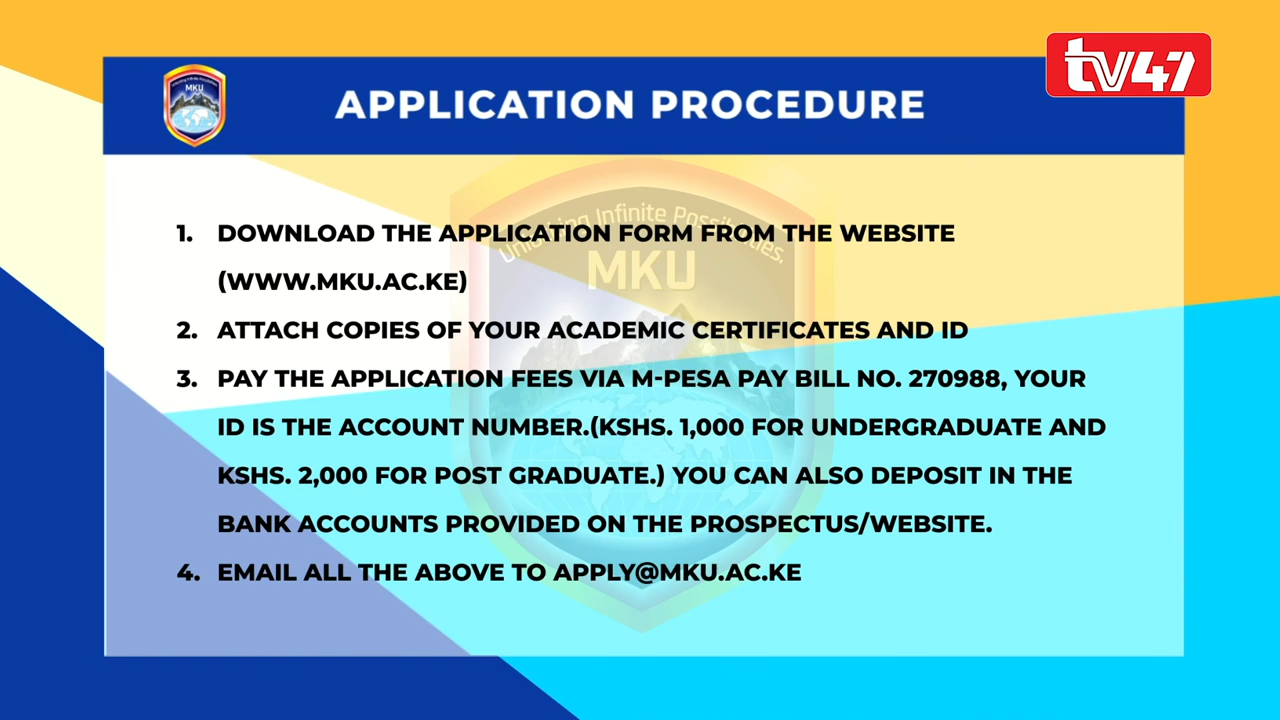 tv47
MKU
APPLICATION PROCEDURE
Unlocking Infinite Possibilities.
MKU
1. DOWNLOAD THE APPLICATION FORM FROM THE WEBSITE
(WWW.MKU.AC.KE)
2. ATTACH COPIES OF YOUR ACADEMIC CERTIFICATES AND ID
3. PAY THE APPLICATION FEES VIA M-PESA PAY BILL NO. 270988, YOUR
ID IS THE ACCOUNT NUMBER.(KSHS. 1,000 FOR UNDERGRADUATE AND
KSHS. 2,000 FOR POST GRADUATE.) YOU CAN ALSO DEPOSIT IN THE
BANK ACCOUNTS PROVIDED ON THE PROSPECTUS/WEBSITE.
4. EMAIL ALL THE ABOVE TO APPLY@MKU.AC.KE